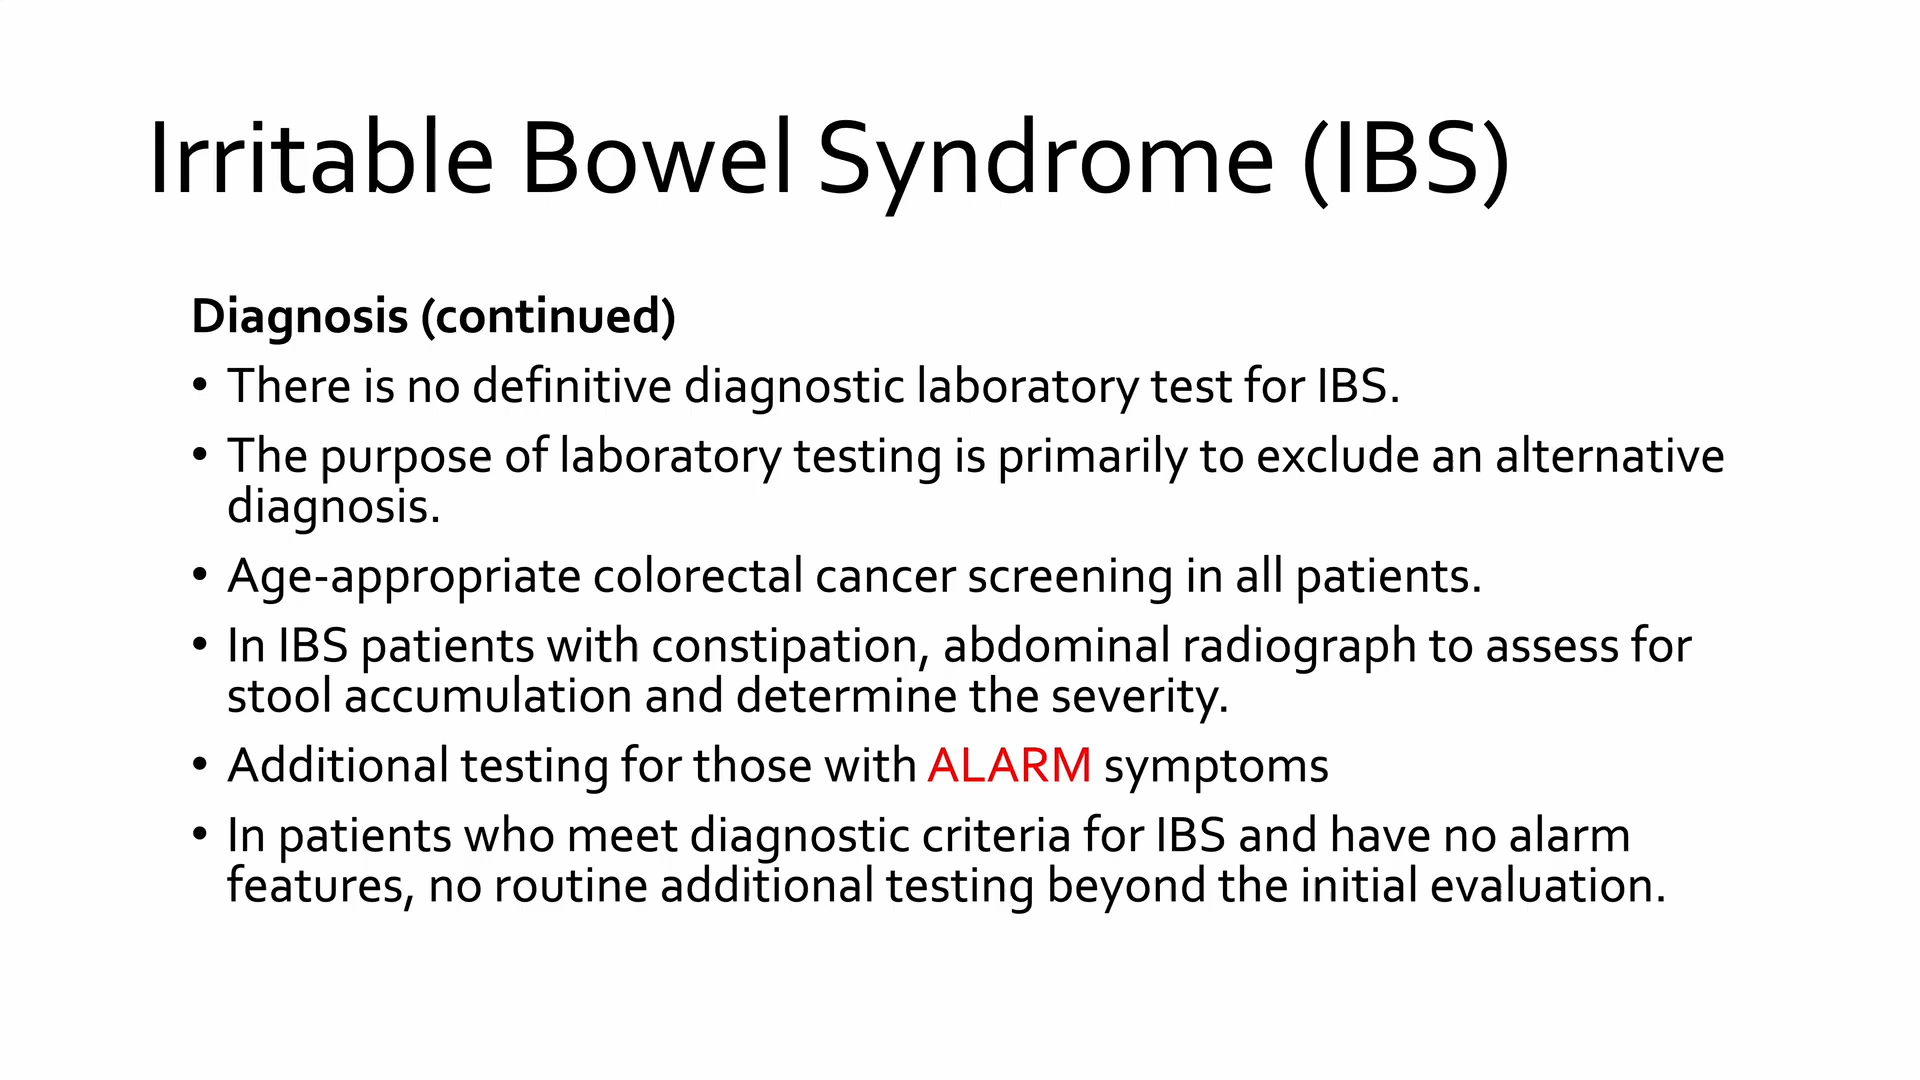 Irritable Bowel Syndrome (IBS)
Diagnosis (continued)
• There is no definitive diagnostic laboratory test for IBS.
• The purpose of laboratory testing is primarily to exclude an alternative
diagnosis.
• Age-appropriate colorectal cancer screening in all patients.
• In IBS patients with constipation, abdominal radiograph to assess for
stool accumulation and determine the severity.
• Additional testing for those with ALARM symptoms
• In patients who meet diagnostic criteria for IBS and have no alarm
features, no routine additional testing beyond the initial evaluation.